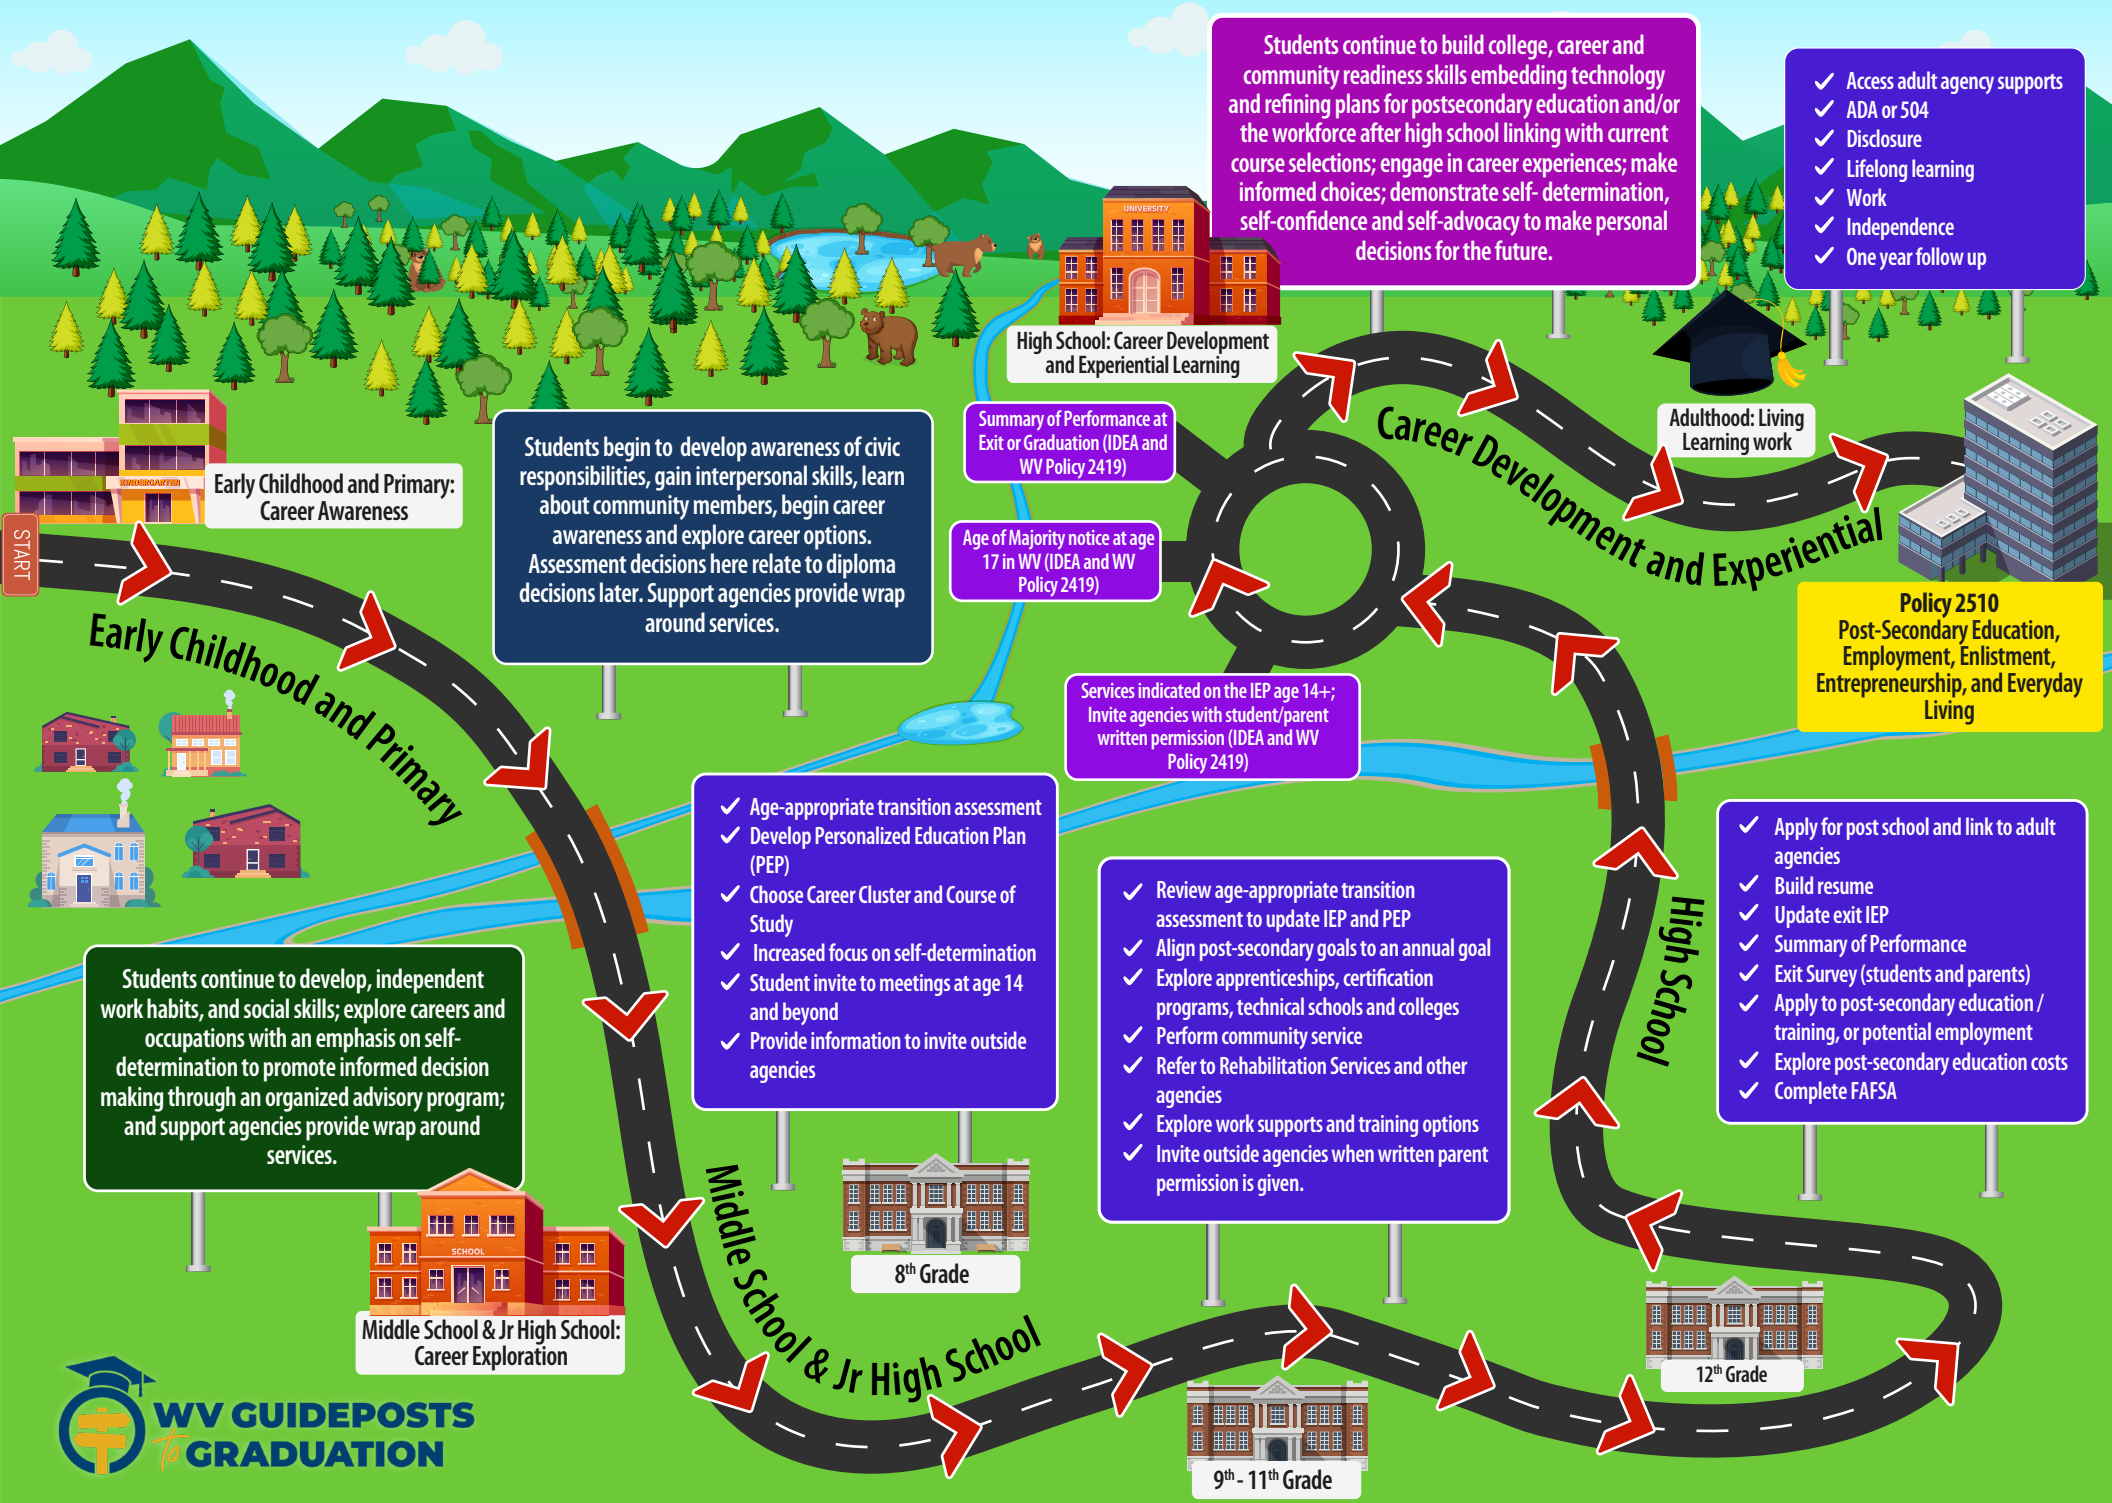 Students continue to build college, career and
community readiness skills embedding technology
and refining plans for postsecondary education and/or
the workforce after high school linking with current
course selections; engage in career experiences; make
informed choices; demonstrate self- determination,
self-confidence and self-advocacy to make personal
decisions for the future.
Access adult agency supports
ADA or 504
Disclosure
Lifelong learning
Work
Independence
One year follow up
UNIVERSITY
High School: Career Development
and Experiential Learning
Adulthood: Living
Learning work
Career Development and Experiential
Summary of Performance at
Exit or Graduation (IDEA and
WV Policy 2419)
Age of Majority notice at age
17 in WV (IDEA and WV
Policy 2419)
Services indicated on the IEP age 14+;
Invite agencies with student/parent
written permission (IDEA and WV
Policy 2419)
Policy 2510
Post-Secondary Education,
Employment, Enlistment,
Entrepreneurship, and Everyday
Living
KINDERGARTEN
Early Childhood and Primary:
Career Awareness
START
Early Childhood and Primary
Students begin to develop awareness of civic
responsibilities, gain interpersonal skills, learn
about community members, begin career
awareness and explore career options.
Assessment decisions here relate to diploma
decisions later. Support agencies provide wrap
around services.
Students continue to develop, independent
work habits, and social skills; explore careers and
occupations with an emphasis on self-
determination to promote informed decision
making through an organized advisory program;
and support agencies provide wrap around
services.
SCHOOL
Middle School & Jr High School:
Career Exploration
Middle School & Jr High School
Age-appropriate transition assessment
Develop Personalized Education Plan
(PEP)
Choose Career Cluster and Course of
Study
Increased focus on self-determination
Student invite to meetings at age 14
and beyond
Provide information to invite outside
agencies
8th Grade
Review age-appropriate transition
assessment to update IEP and PEP
Align post-secondary goals to an annual goal
Explore apprenticeships, certification
programs, technical schools and colleges
Perform community service
Refer to Rehabilitation Services and other
agencies
Explore work supports and training options
Invite outside agencies when written parent
permission is given.
9th - 11th Grade
High School
Apply for post school and link to adult
agencies
Build resume
Update exit IEP
Summary of Performance
Exit Survey (students and parents)
Apply to post-secondary education /
training, or potential employment
Explore post-secondary education costs
Complete FAFSA
12th Grade
WV GUIDEPOSTS
to GRADUATION